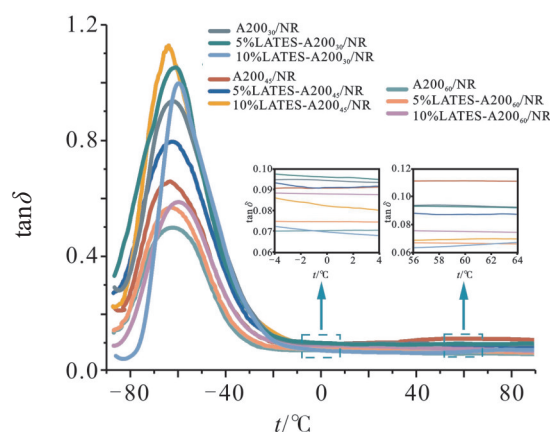 A200₃₀/NR
5%LATES-A200₃₀/NR
10%LATES-A200₃₀/NR
A200₄₅/NR
5%LATES-A200₄₅/NR
10%LATES-A200₄₅/NR
A200₆₀/NR
5%LATES-A200₆₀/NR
10%LATES-A200₆₀/NR
1.2
0.8
0.4
0.0
tanδ
0.10
0.09
0.08
0.07
0.06
tanδ
−4 −2 0 2 4
t/°C
0.12
0.10
0.08
0.06
tanδ
56 58 60 62 64
t/°C
−80 −40 0 40 80
t/°C